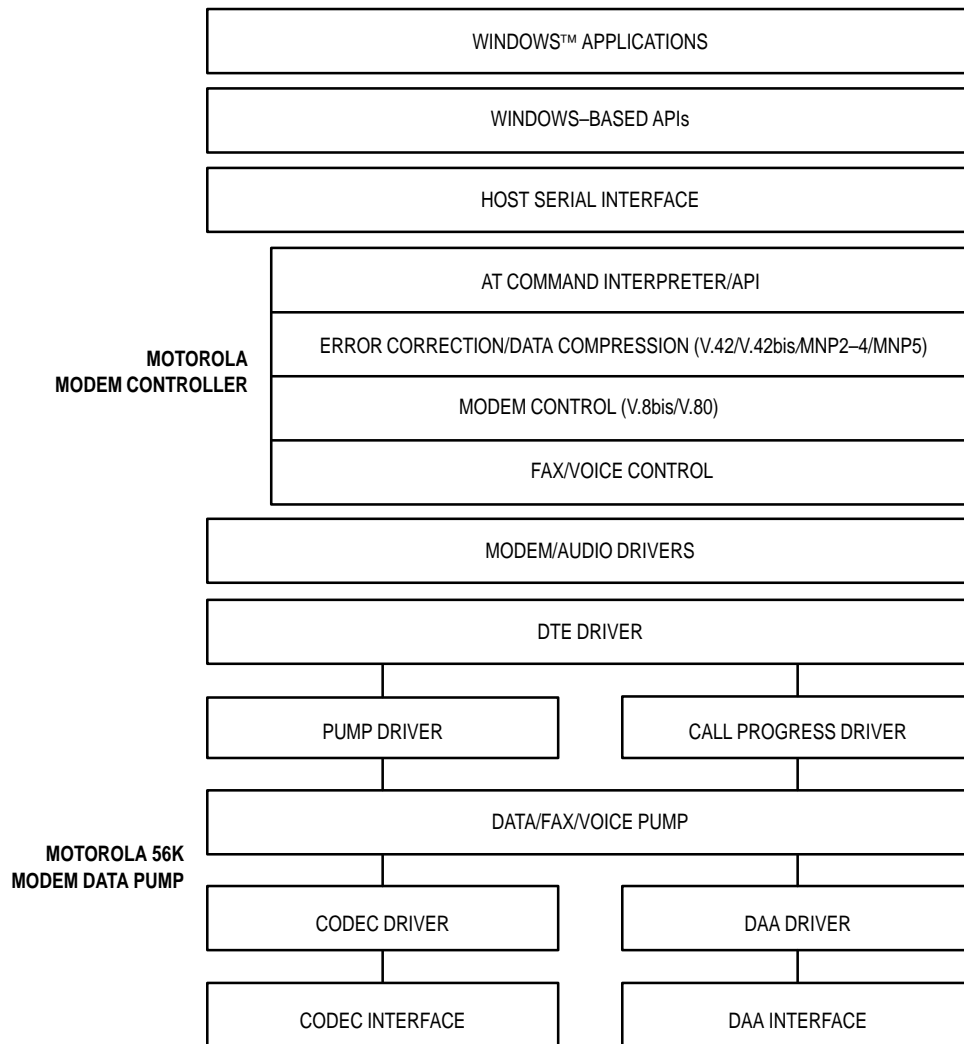 WINDOWS™ APPLICATIONS
WINDOWS–BASED APIs
HOST SERIAL INTERFACE
AT COMMAND INTERPRETER/API
ERROR CORRECTION/DATA COMPRESSION (V.42/V.42bis/MNP2–4/MNP5)
MOTOROLA
MODEM CONTROLLER
MODEM CONTROL (V.8bis/V.80)
FAX/VOICE CONTROL
MODEM/AUDIO DRIVERS
DTE DRIVER
PUMP DRIVER
CALL PROGRESS DRIVER
DATA/FAX/VOICE PUMP
MOTOROLA 56K
MODEM DATA PUMP
CODEC DRIVER
DAA DRIVER
CODEC INTERFACE
DAA INTERFACE